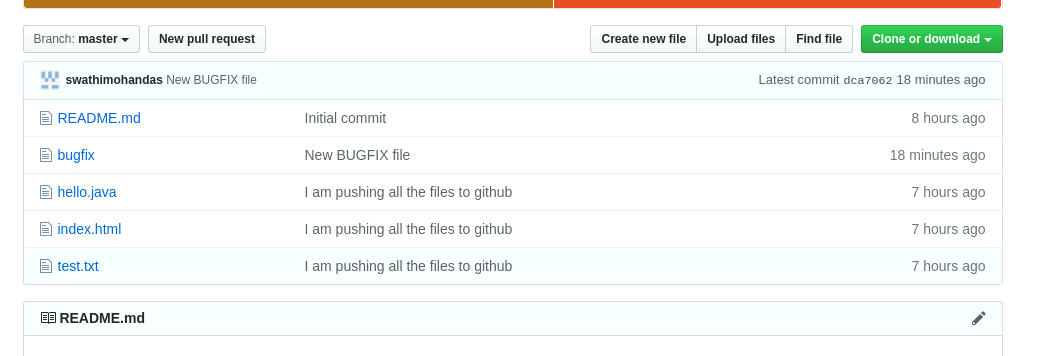 Branch: master New pull request Create new file Upload files Find file Clone or download
swathimohandas New BUGFIX file Latest commit dca7062 18 minutes ago
README.md Initial commit 8 hours ago
bugfix New BUGFIX file 18 minutes ago
hello.java I am pushing all the files to github 7 hours ago
index.html I am pushing all the files to github 7 hours ago
test.txt I am pushing all the files to github 7 hours ago
README.md